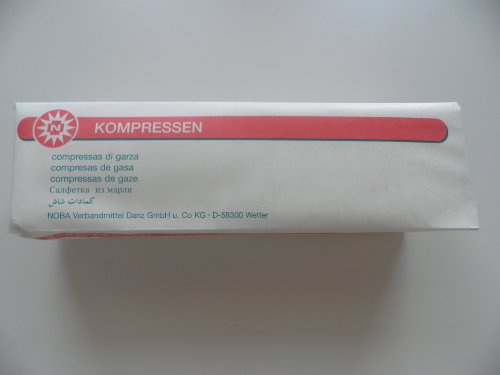 N KOMPRESSEN
compressas di garza
compresas de gasa
compressas de gaze
Салфетка из марли
كمادات شاش
NOBA Verbandmittel Danz GmbH u. Co KG - D-58300 Wetter